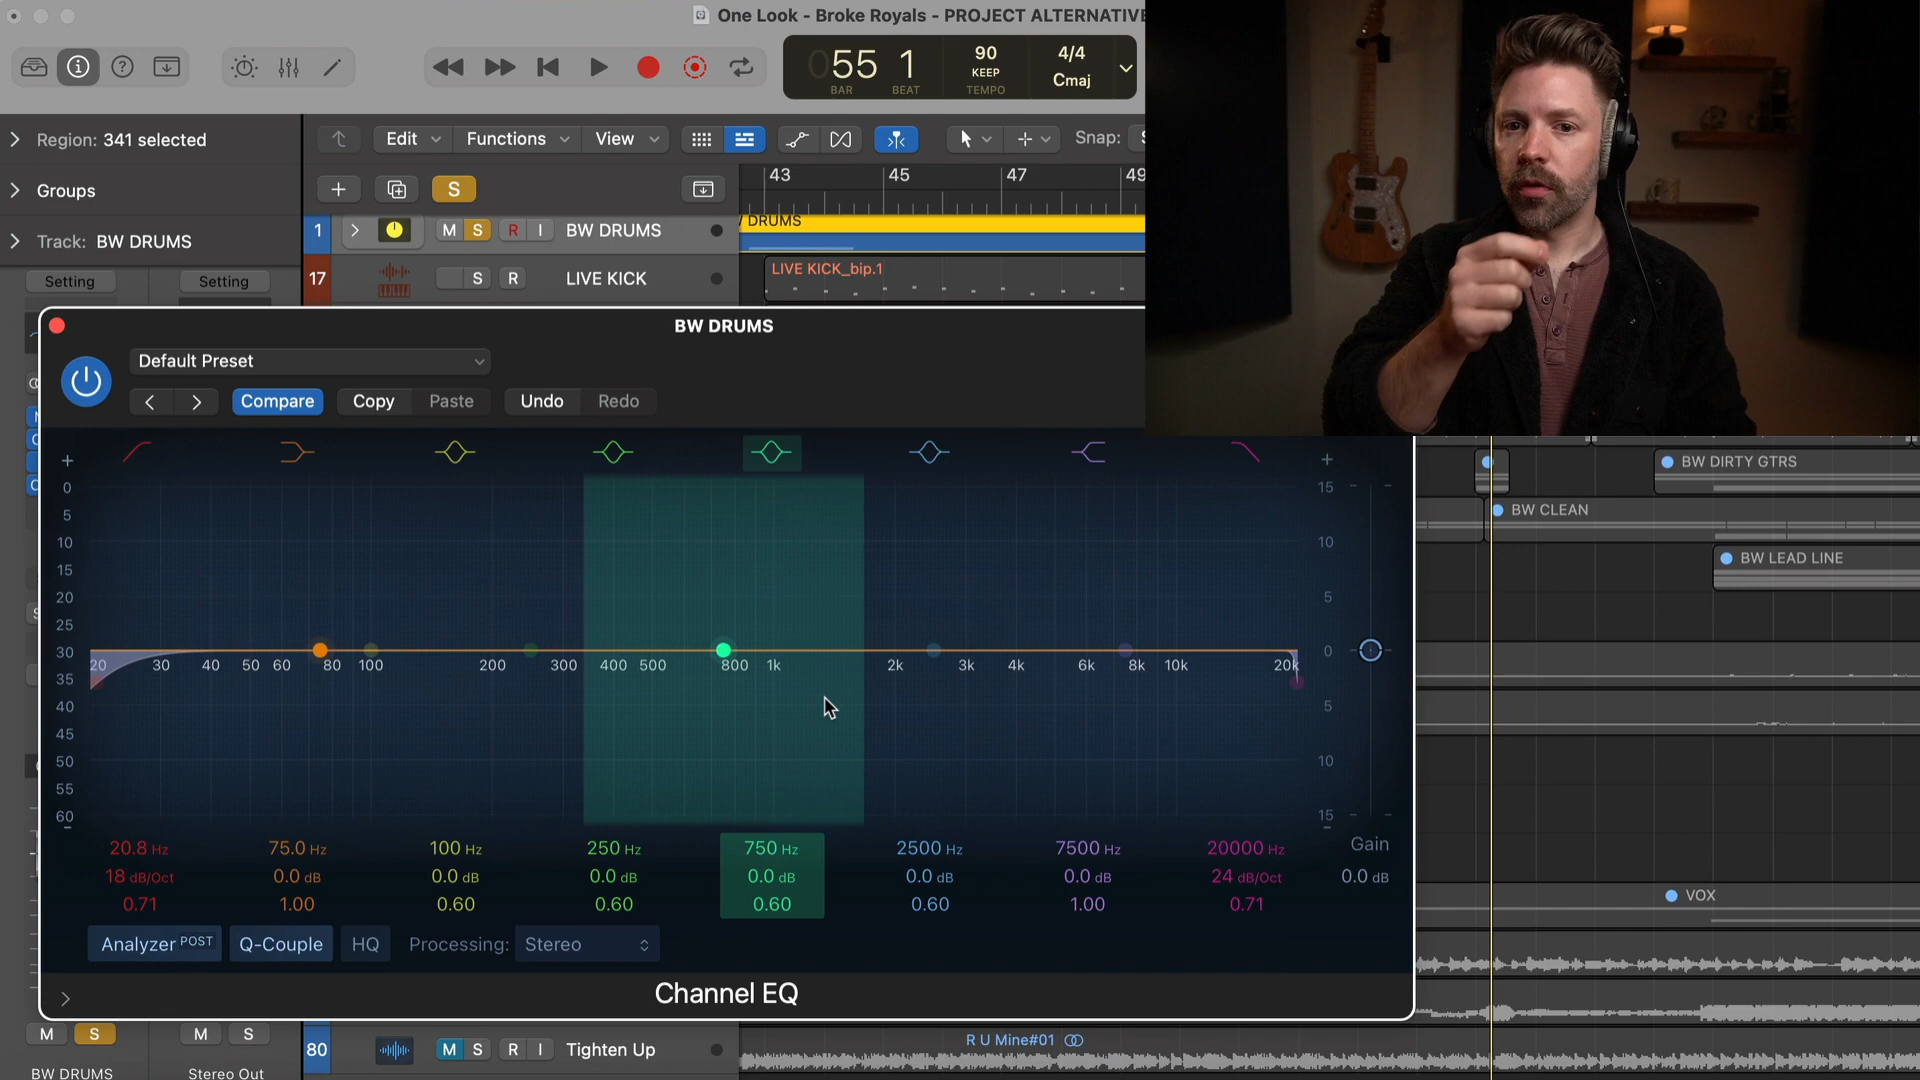 One Look - Broke Royals - PROJECT ALTERNATIVE
55 1 90 4/4
KEEP
Cmaj
BAR BEAT TEMPO
Region: 341 selected
Edit Functions View Snap:
Groups
S
43 45 47 49
Track: BW DRUMS
1 M S R I BW DRUMS
DRUMS
Setting Setting
17 S R LIVE KICK
LIVE KICK_bip.1
BW DRUMS
Default Preset
Compare Copy Paste Undo Redo
+ +
0 15
5
10 10
15
20 5
25
30 0
20 30 40 50 60 80 100 200 300 400 500 800 1k 2k 3k 4k 6k 8k 10k 20k
35
40 5
45
50 10
55
60 15
20.8 Hz 75.0 Hz 100 Hz 250 Hz 750 Hz 2500 Hz 7500 Hz 20000 Hz Gain
18 dB/Oct 0.0 dB 0.0 dB 0.0 dB 0.0 dB 0.0 dB 0.0 dB 24 dB/Oct 0.0 dB
0.71 1.00 0.60 0.60 0.60 0.60 1.00 0.71
Analyzer POST Q-Couple HQ Processing: Stereo
Channel EQ
BW DIRTY GTRS
BW CLEAN
BW LEAD LINE
VOX
M S M S
80 M S R I Tighten Up
R U Mine#01
BW DRUMS Stereo Out